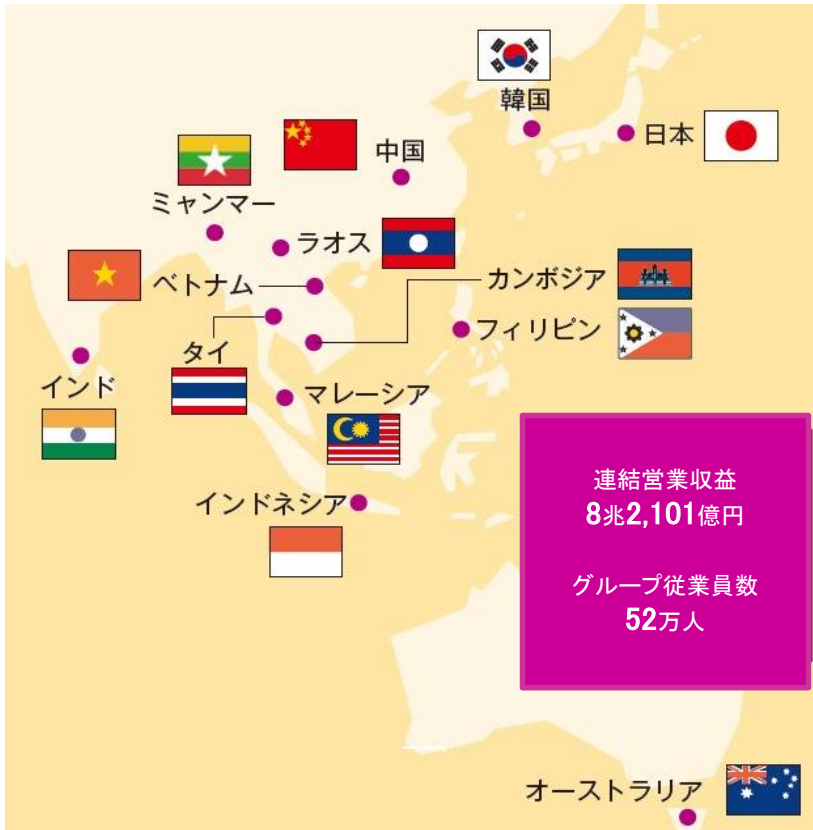 韓国
日本
中国
ミャンマー
ラオス
ベトナム
カンボジア
フィリピン
タイ
インド
マレーシア
インドネシア
連結営業収益
8兆2,101億円
グループ従業員数
52万人
オーストラリア